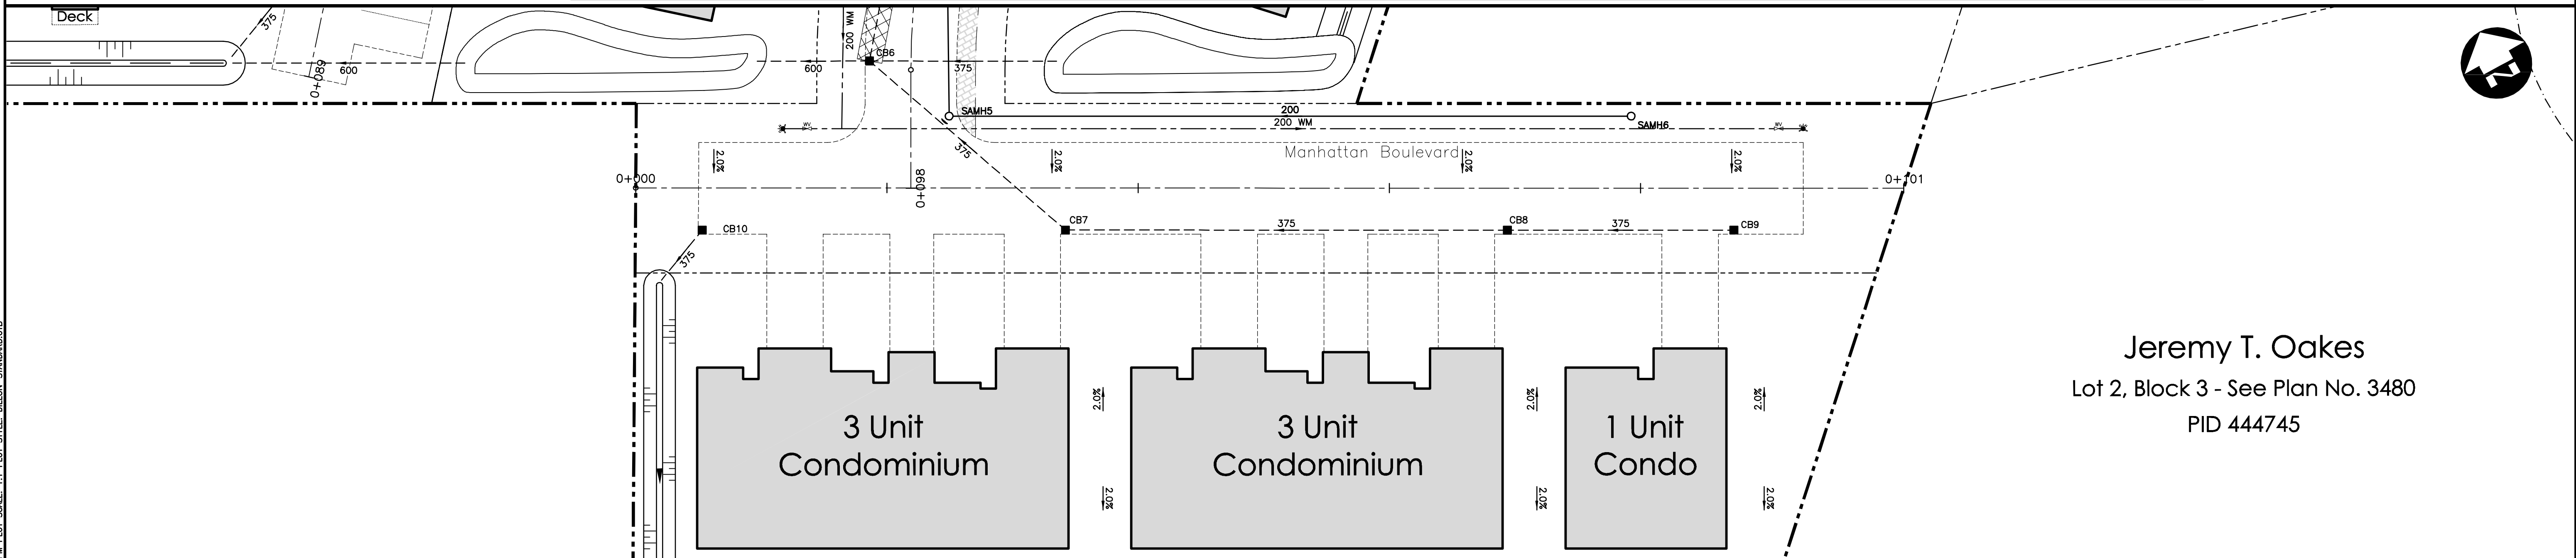 Deck
375
0+089
600
600
200 WM
CB6
375
SAMH5
200
200 WM
SAMH6
WV
WV
375
Manhattan Boulevard
2.0%
2.0%
2.0%
2.0%
0+000
0+098
0+101
CB10
CB7
375
CB8
375
CB9
375
2.0%
2.0%
2.0%
3 Unit
Condominium
3 Unit
Condominium
1 Unit
Condo
2.0%
2.0%
2.0%
Jeremy T. Oakes
Lot 2, Block 3 - See Plan No. 3480
PID 444745
N